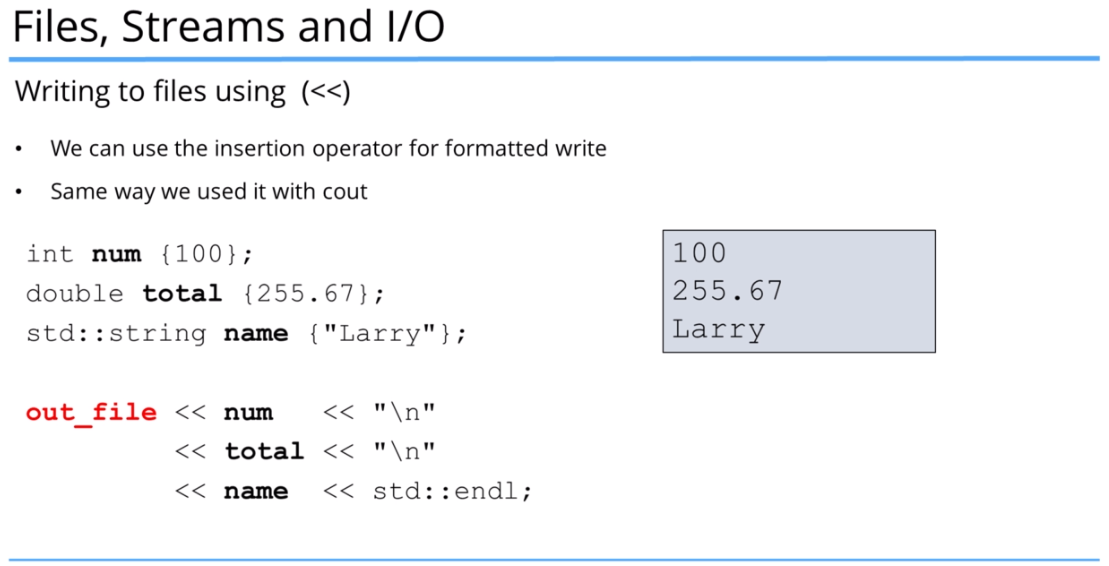 Files, Streams and I/O
Writing to files using (<<)
• We can use the insertion operator for formatted write
• Same way we used it with cout
int num {100};
double total {255.67};
std::string name {"Larry"};
out_file << num << "\n"
<< total << "\n"
<< name << std::endl;
100
255.67
Larry